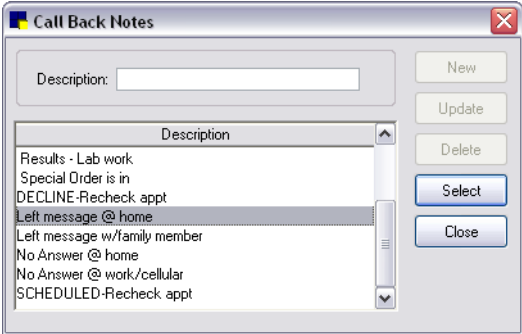 Call Back Notes
Description:
New
Update
Delete
Select
Close
Description
Results - Lab work
Special Order is in
DECLINE-Recheck appt
Left message @ home
Left message w/family member
No Answer @ home
No Answer @ work/cellular
SCHEDULED-Recheck appt